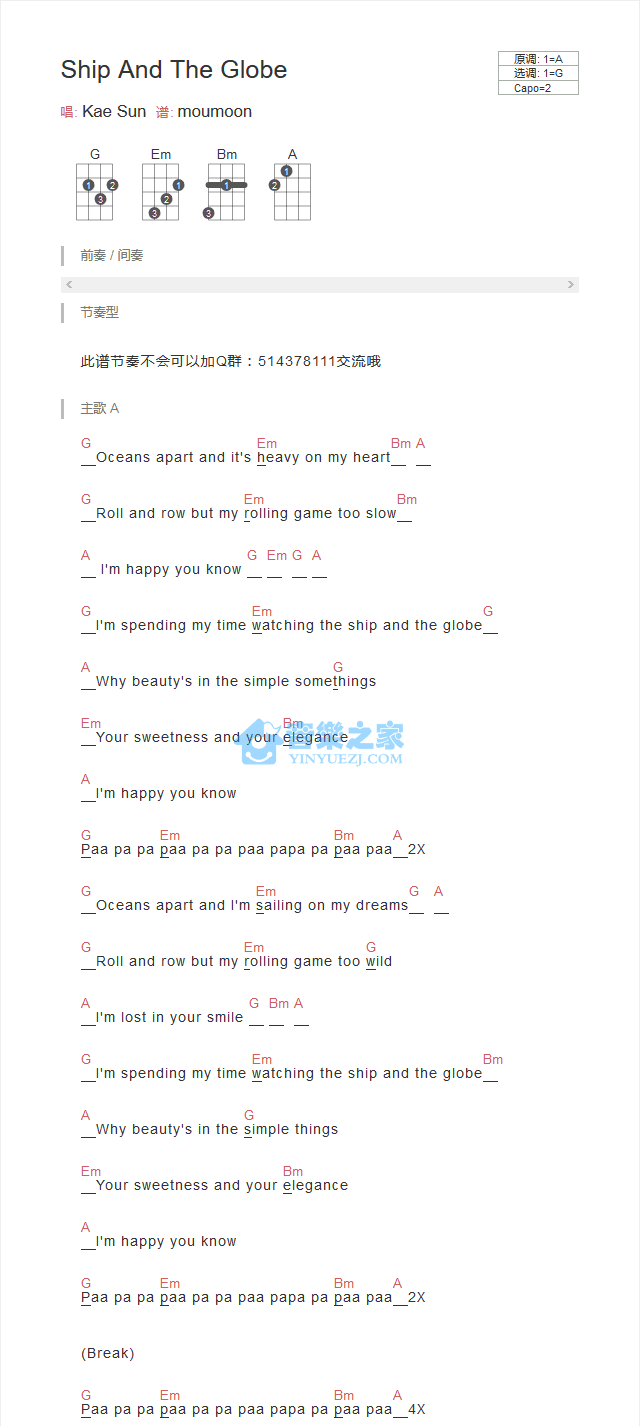 Ship And The Globe
原调: 1=A
选调: 1=G
Capo=2
唱: Kae Sun 谱: moumoon
G Em Bm A
1 2 3 1 2 3 1 3 1 2
前奏 / 间奏
节奏型
此谱节奏不会可以加Q群：514378111交流哦
主歌 A
G Em Bm A
__Oceans apart and it's heavy on my heart__ __
G Em Bm
__Roll and row but my rolling game too slow__
A G Em G A
__ I'm happy you know __ __ __ __
G Em G
__I'm spending my time watching the ship and the globe__
A G
__Why beauty's in the simple somethings
Em Bm
__Your sweetness and your elegance
音樂之家
YINYUEZJ.COM
A
__I'm happy you know
G Em Bm A
Paa pa pa paa pa pa paa papa pa paa paa__2X
G Em G A
__Oceans apart and I'm sailing on my dreams__ __
G Em G
__Roll and row but my rolling game too wild
A G Bm A
__I'm lost in your smile __ __ __
G Em Bm
__I'm spending my time watching the ship and the globe__
A G
__Why beauty's in the simple things
Em Bm
__Your sweetness and your elegance
A
__I'm happy you know
G Em Bm A
Paa pa pa paa pa pa paa papa pa paa paa__2X
(Break)
G Em Bm A
Paa pa pa paa pa pa paa papa pa paa paa__4X